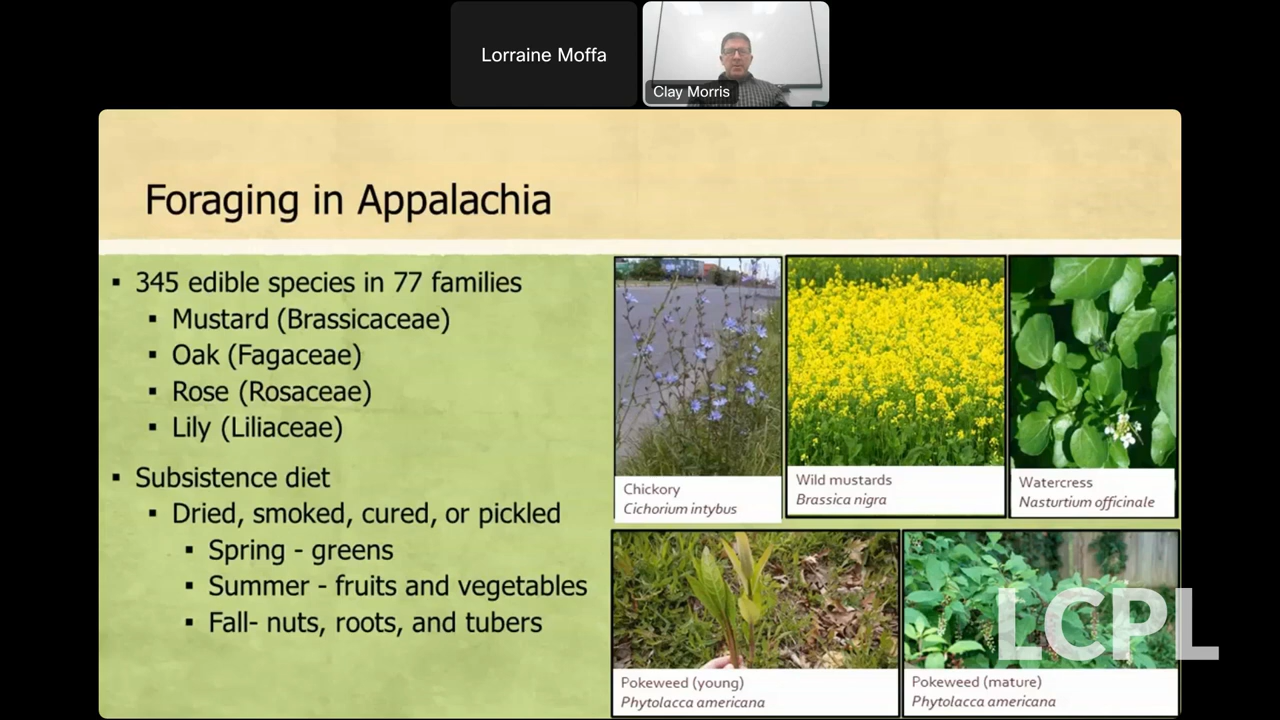 Lorraine Moffa
Clay Morris
Foraging in Appalachia
▪ 345 edible species in 77 families
▪ Mustard (Brassicaceae)
▪ Oak (Fagaceae)
▪ Rose (Rosaceae)
▪ Lily (Liliaceae)
▪ Subsistence diet
▪ Dried, smoked, cured, or pickled
▪ Spring - greens
▪ Summer - fruits and vegetables
▪ Fall- nuts, roots, and tubers
Chickory
Cichorium intybus
Wild mustards
Brassica nigra
Watercress
Nasturtium officinale
Pokeweed (young)
Phytolacca americana
Pokeweed (mature)
Phytolacca americana
LCPL